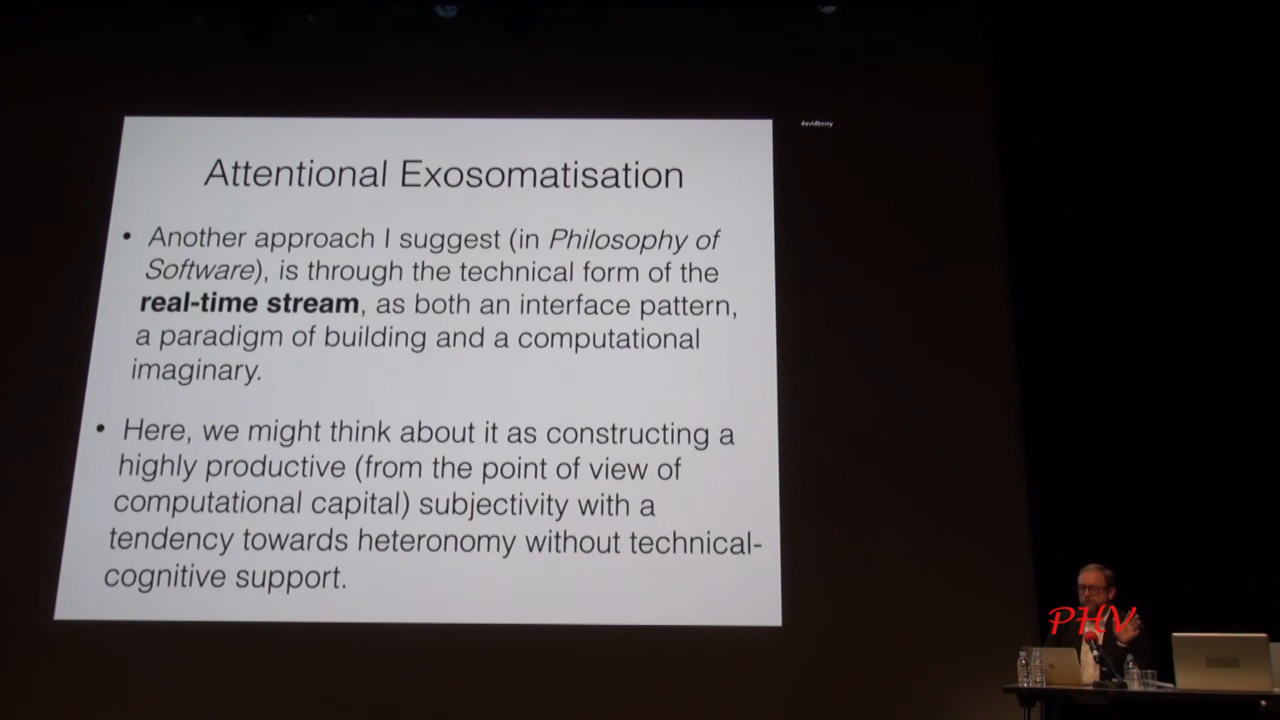 davidberry
Attentional Exosomatisation
• Another approach I suggest (in Philosophy of
Software), is through the technical form of the
real-time stream, as both an interface pattern,
a paradigm of building and a computational
imaginary.
• Here, we might think about it as constructing a
highly productive (from the point of view of
computational capital) subjectivity with a
tendency towards heteronomy without technical-
cognitive support.
PHV